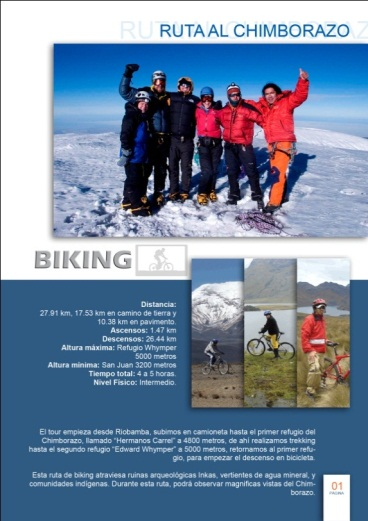 RUTA AL CHIMBORAZO
BIKING
Distancia:
27.91 km, 17.53 km en camino de tierra y
10.38 km en pavimento.
Ascensos: 1.47 km
Descensos: 26.44 km
Altura máxima: Refugio Whymper
5000 metros
Altura mínima: San Juan 3200 metros
Tiempo total: 4 a 5 horas.
Nivel Físico: Intermedio.
El tour empieza desde Riobamba, subimos en camioneta hasta el primer refugio del
Chimborazo, llamado “Hermanos Carrel” a 4800 metros, de ahí realizamos trekking
hasta el segundo refugio “Edward Whymper” a 5000 metros, retornamos al primer refu-
gio, para empezar el descenso en bicicleta.
Esta ruta de biking atraviesa ruinas arqueológicas Inkas, vertientes de agua mineral, y
comunidades indígenas. Durante esta ruta, podrá observar magnificas vistas del Chim-
borazo.
01
PÁGINA